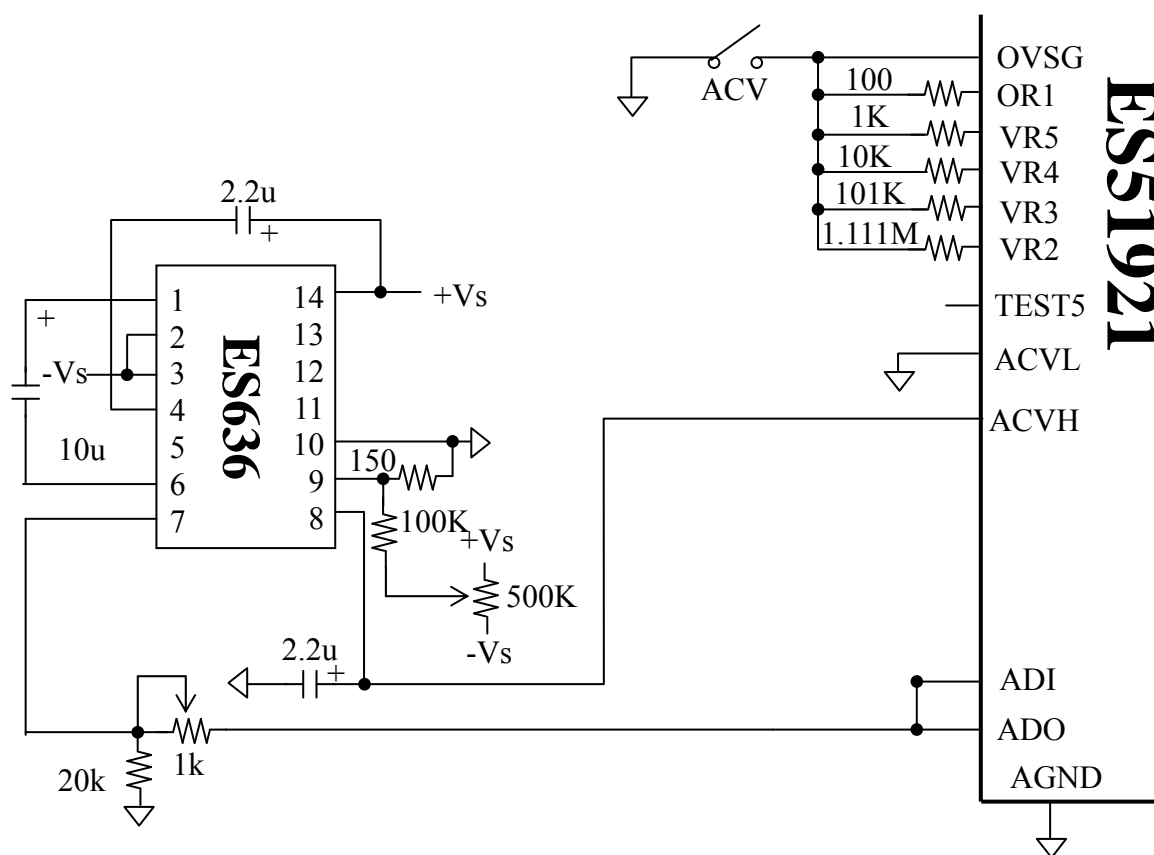 OVSG
ACV
100
OR1
1K
VR5
10K
VR4
101K
VR3
1.111M
VR2
TEST5
ACVL
ACVH
ES51921
2.2u
+
+Vs
+
-Vs
10u
1
2
3
4
5
6
7
ES636
14
13
12
11
10
9
8
150
100K
+Vs
500K
-Vs
2.2u
+
1k
20k
ADI
ADO
AGND